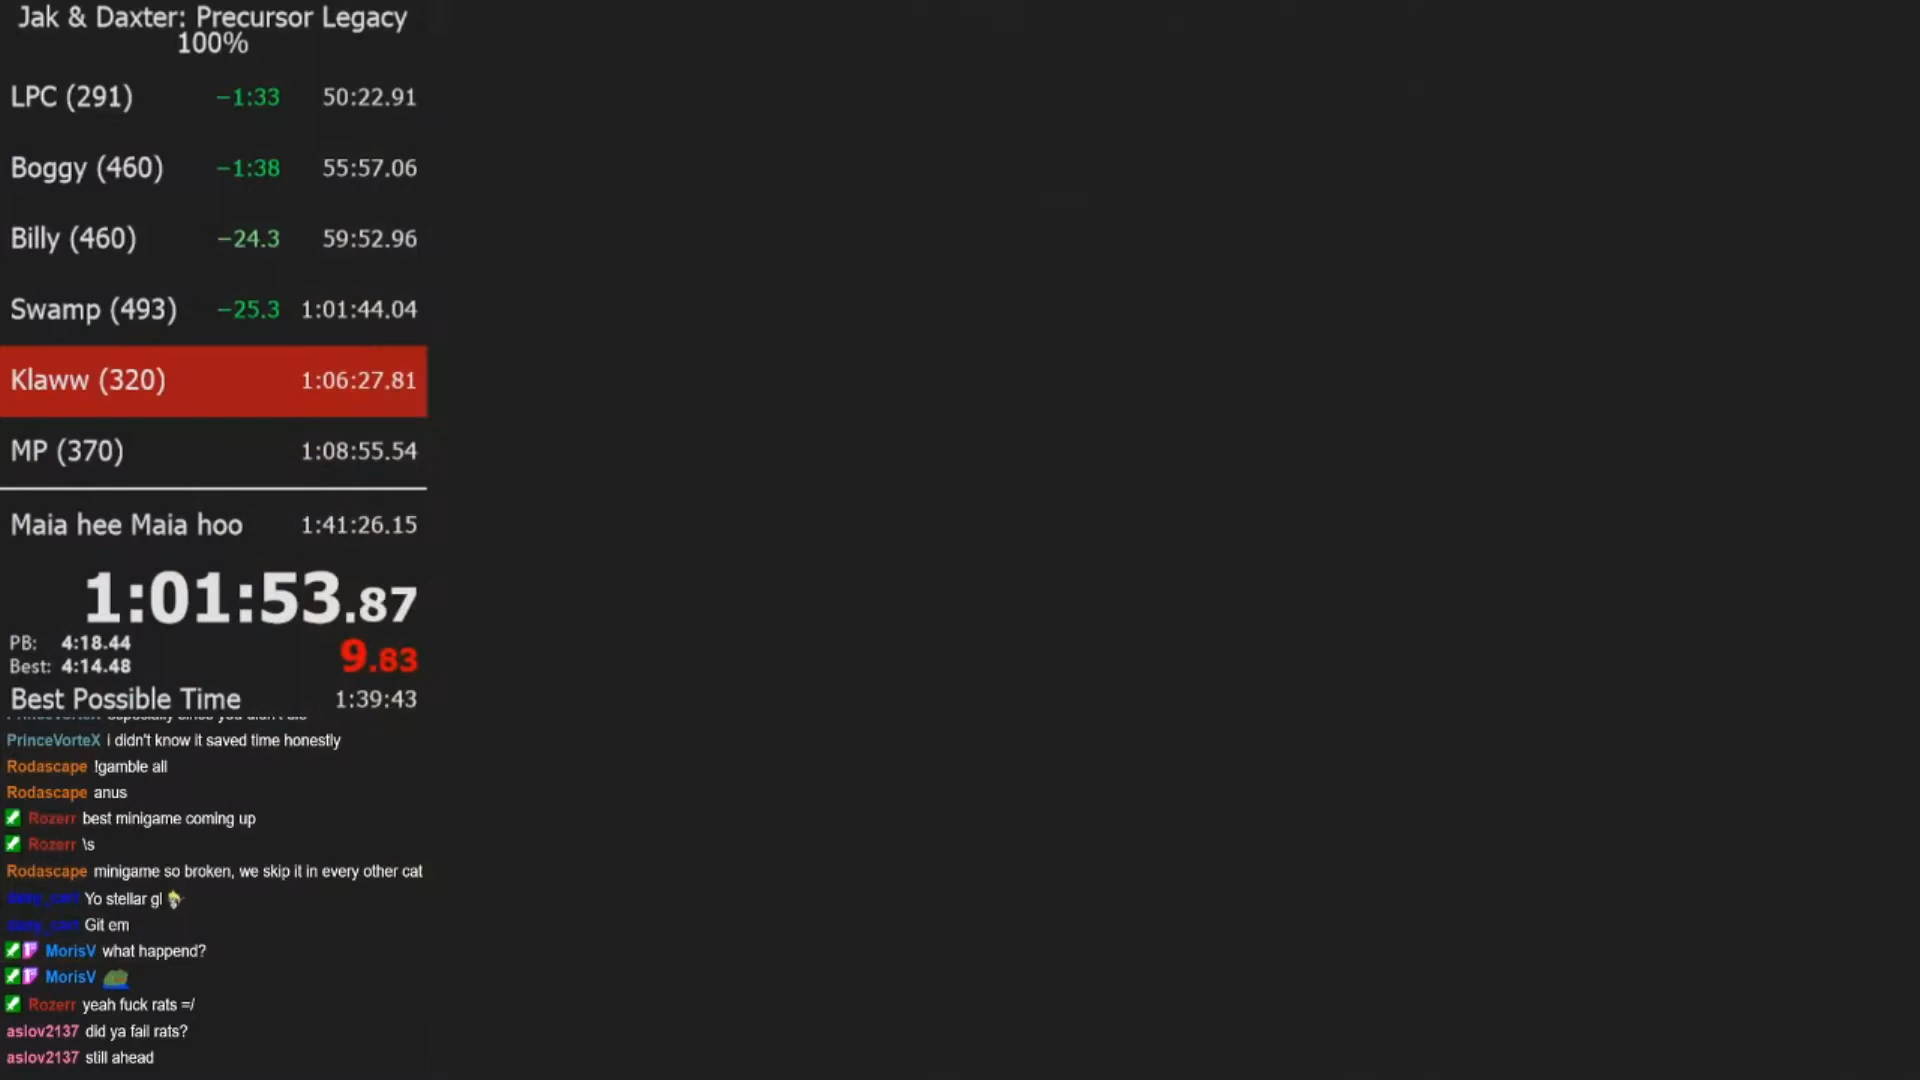 Jak & Daxter: Precursor Legacy
100%
LPC (291) −1:33 50:22.91
Boggy (460) −1:38 55:57.06
Billy (460) −24.3 59:52.96
Swamp (493) −25.3 1:01:44.04
Klaww (320) 1:06:27.81
MP (370) 1:08:55.54
Maia hee Maia hoo 1:41:26.15
1:01:53.87
PB: 4:18.44
9.83
Best: 4:14.48
Best Possible Time 1:39:43
PrinceVorteX i didn't know it saved time honestly
Rodascape !gamble all
Rodascape anus
Rozerr best minigame coming up
Rozerr \s
Rodascape minigame so broken, we skip it in every other cat
Yo stellar gl
Git em
MorisV what happend?
MorisV
Rozerr yeah fuck rats =/
aslov2137 did ya fail rats?
aslov2137 still ahead